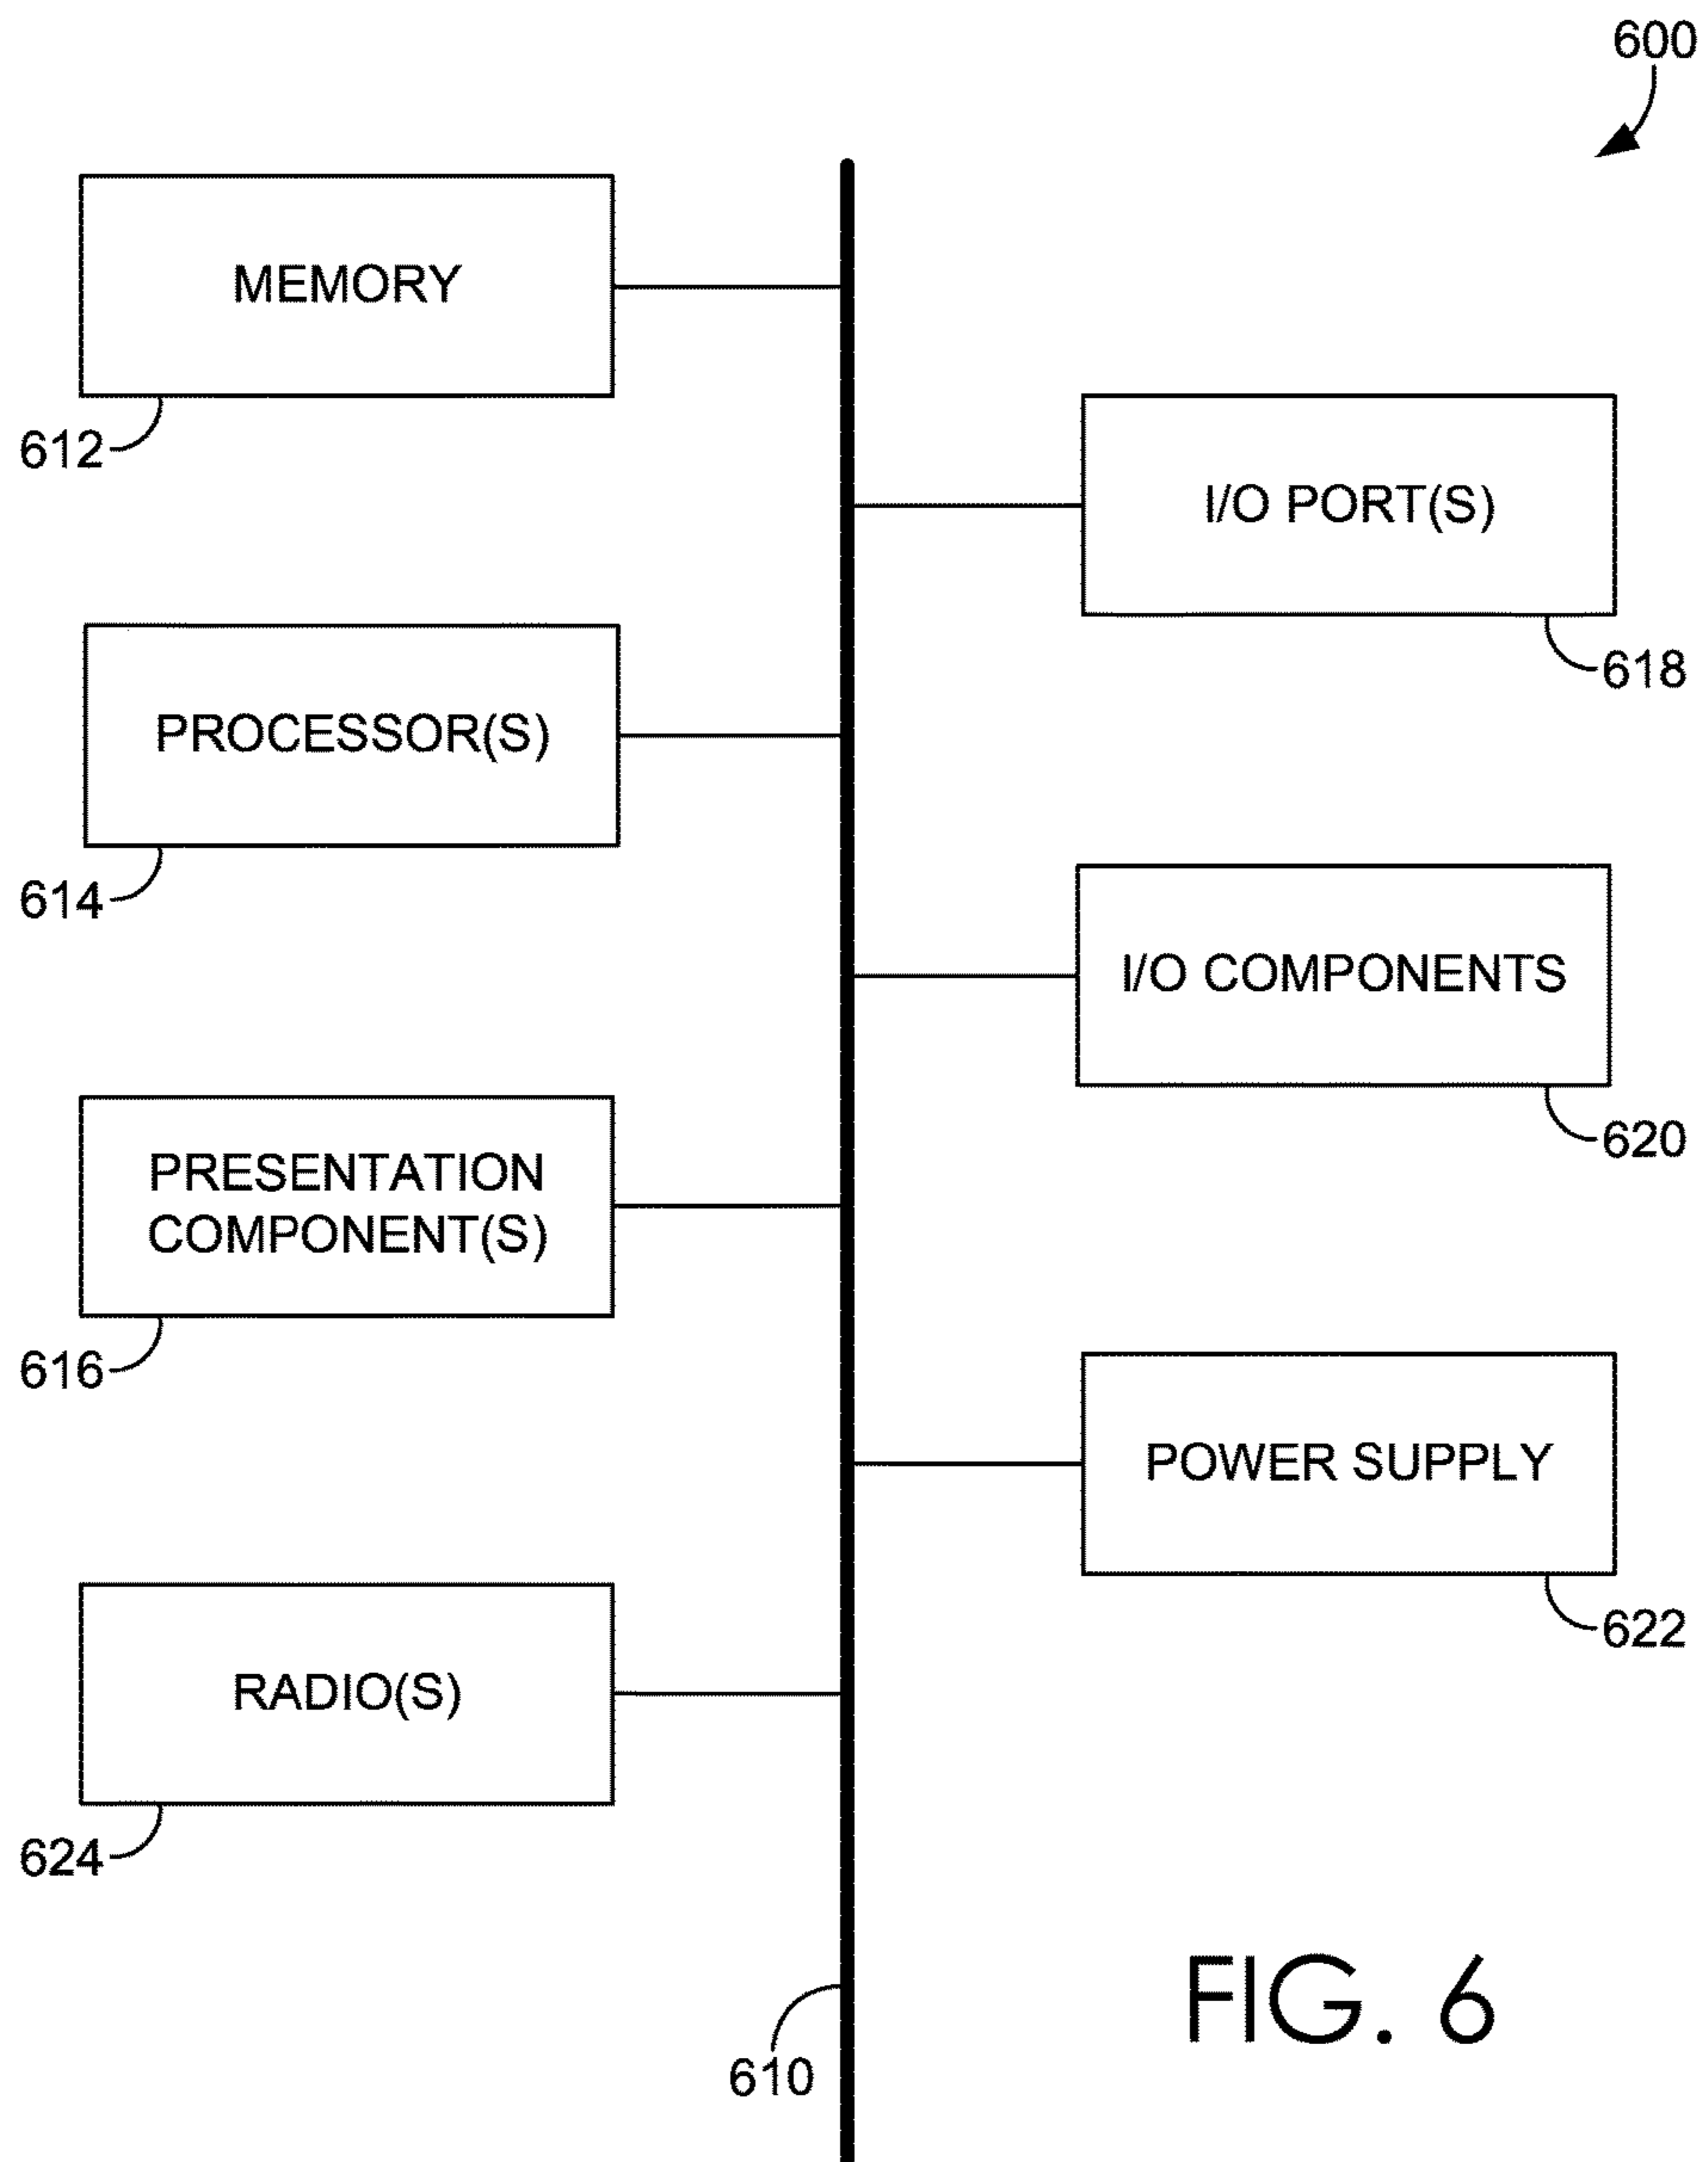 600
MEMORY
612
I/O PORT(S)
618
PROCESSOR(S)
614
I/O COMPONENTS
620
PRESENTATION
COMPONENT(S)
616
POWER SUPPLY
622
RADIO(S)
624
610
FIG. 6